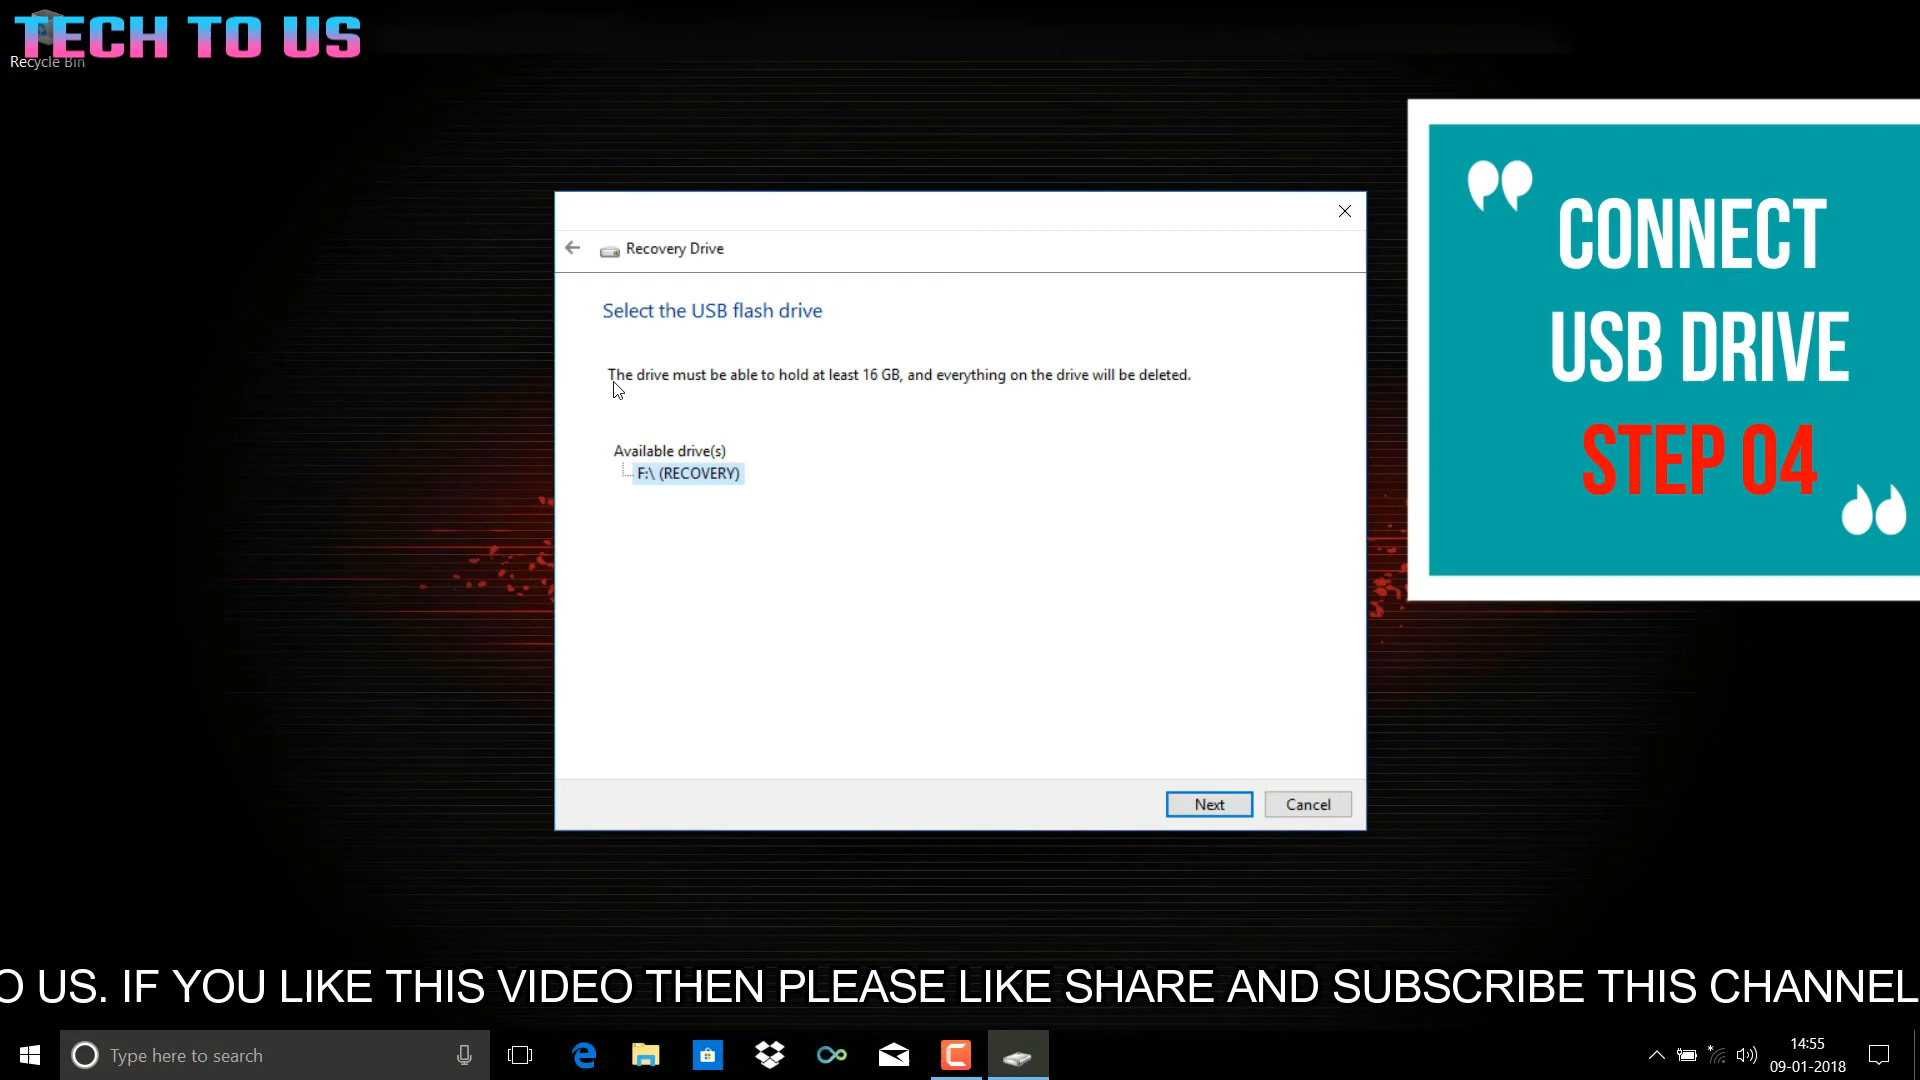 TECH TO US
Recycle Bin
Recovery Drive
Select the USB flash drive
The drive must be able to hold at least 16 GB, and everything on the drive will be deleted.
Available drive(s)
F:\ (RECOVERY)
Next
Cancel
CONNECT
USB DRIVE
STEP 04
O US. IF YOU LIKE THIS VIDEO THEN PLEASE LIKE SHARE AND SUBSCRIBE THIS CHANNEL
Type here to search
14:55
09-01-2018